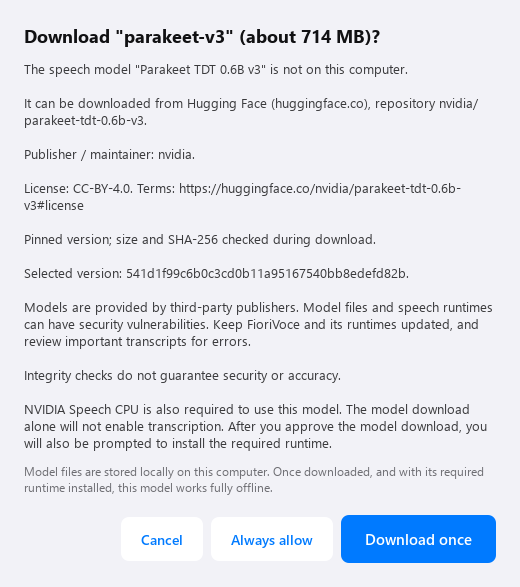 Download "parakeet-v3" (about 714 MB)?
The speech model "Parakeet TDT 0.6B v3" is not on this computer.
It can be downloaded from Hugging Face (huggingface.co), repository nvidia/
parakeet-tdt-0.6b-v3.
Publisher / maintainer: nvidia.
License: CC-BY-4.0. Terms: https://huggingface.co/nvidia/parakeet-tdt-0.6b-
v3#license
Pinned version; size and SHA-256 checked during download.
Selected version: 541d1f99c6b0c3cd0b11a95167540bb8edefd82b.
Models are provided by third-party publishers. Model files and speech runtimes
can have security vulnerabilities. Keep FioriVoce and its runtimes updated, and
review important transcripts for errors.
Integrity checks do not guarantee security or accuracy.
NVIDIA Speech CPU is also required to use this model. The model download
alone will not enable transcription. After you approve the model download, you
will also be prompted to install the required runtime.
Model files are stored locally on this computer. Once downloaded, and with its required
runtime installed, this model works fully offline.
Cancel
Always allow
Download once